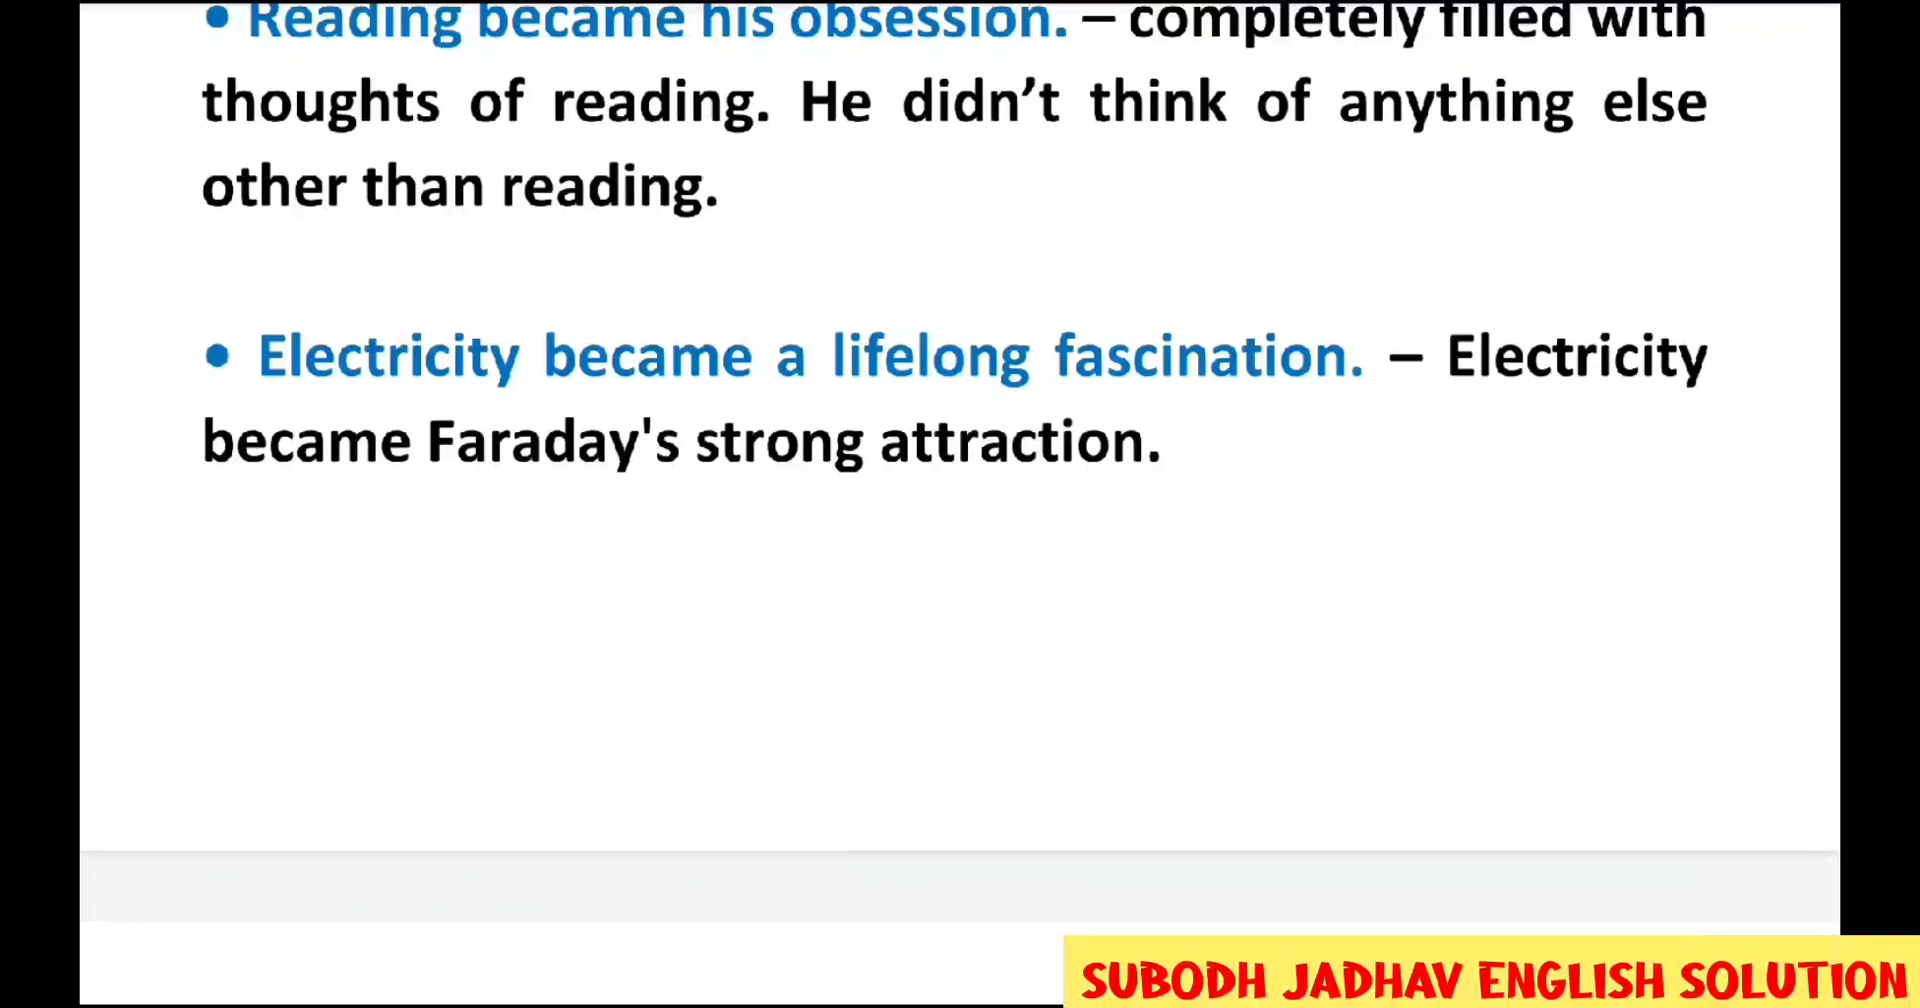 • Reading became his obsession. – completely filled with
thoughts of reading. He didn’t think of anything else
other than reading.
• Electricity became a lifelong fascination. – Electricity
became Faraday's strong attraction.
SUBODH JADHAV ENGLISH SOLUTION